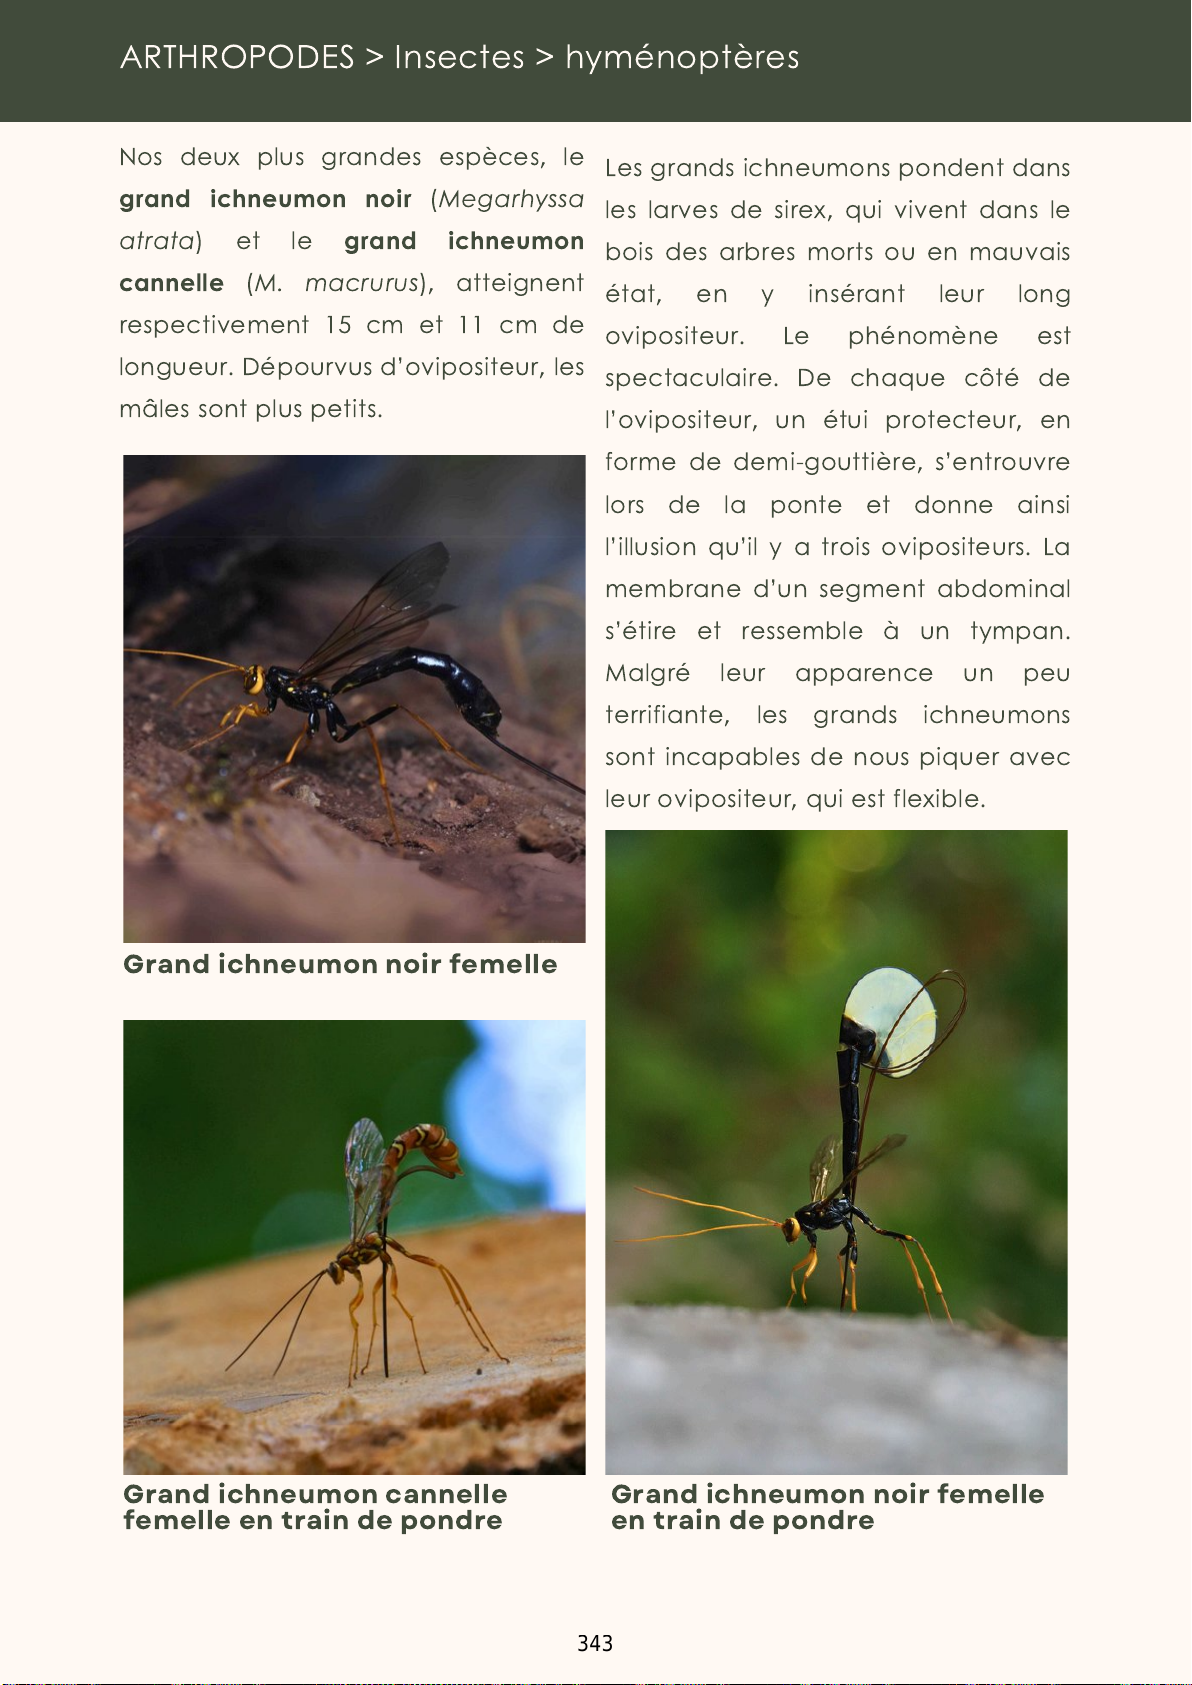 ARTHROPODES > Insectes > hyménoptères
Nos deux plus grandes espèces, le
grand ichneumon noir (Megarhyssa
atrata) et le grand ichneumon
cannelle (M. macrurus), atteignent
respectivement 15 cm et 11 cm de
longueur. Dépourvus d’ovipositeur, les
mâles sont plus petits.
Grand ichneumon noir femelle
Grand ichneumon cannelle
femelle en train de pondre
Les grands ichneumons pondent dans
les larves de sirex, qui vivent dans le
bois des arbres morts ou en mauvais
état, en y insérant leur long
ovipositeur. Le phénomène est
spectaculaire. De chaque côté de
l’ovipositeur, un étui protecteur, en
forme de demi-gouttière, s’entrouvre
lors de la ponte et donne ainsi
l’illusion qu’il y a trois ovipositeurs. La
membrane d’un segment abdominal
s’étire et ressemble à un tympan.
Malgré leur apparence un peu
terrifiante, les grands ichneumons
sont incapables de nous piquer avec
leur ovipositeur, qui est flexible.
Grand ichneumon noir femelle
en train de pondre
343